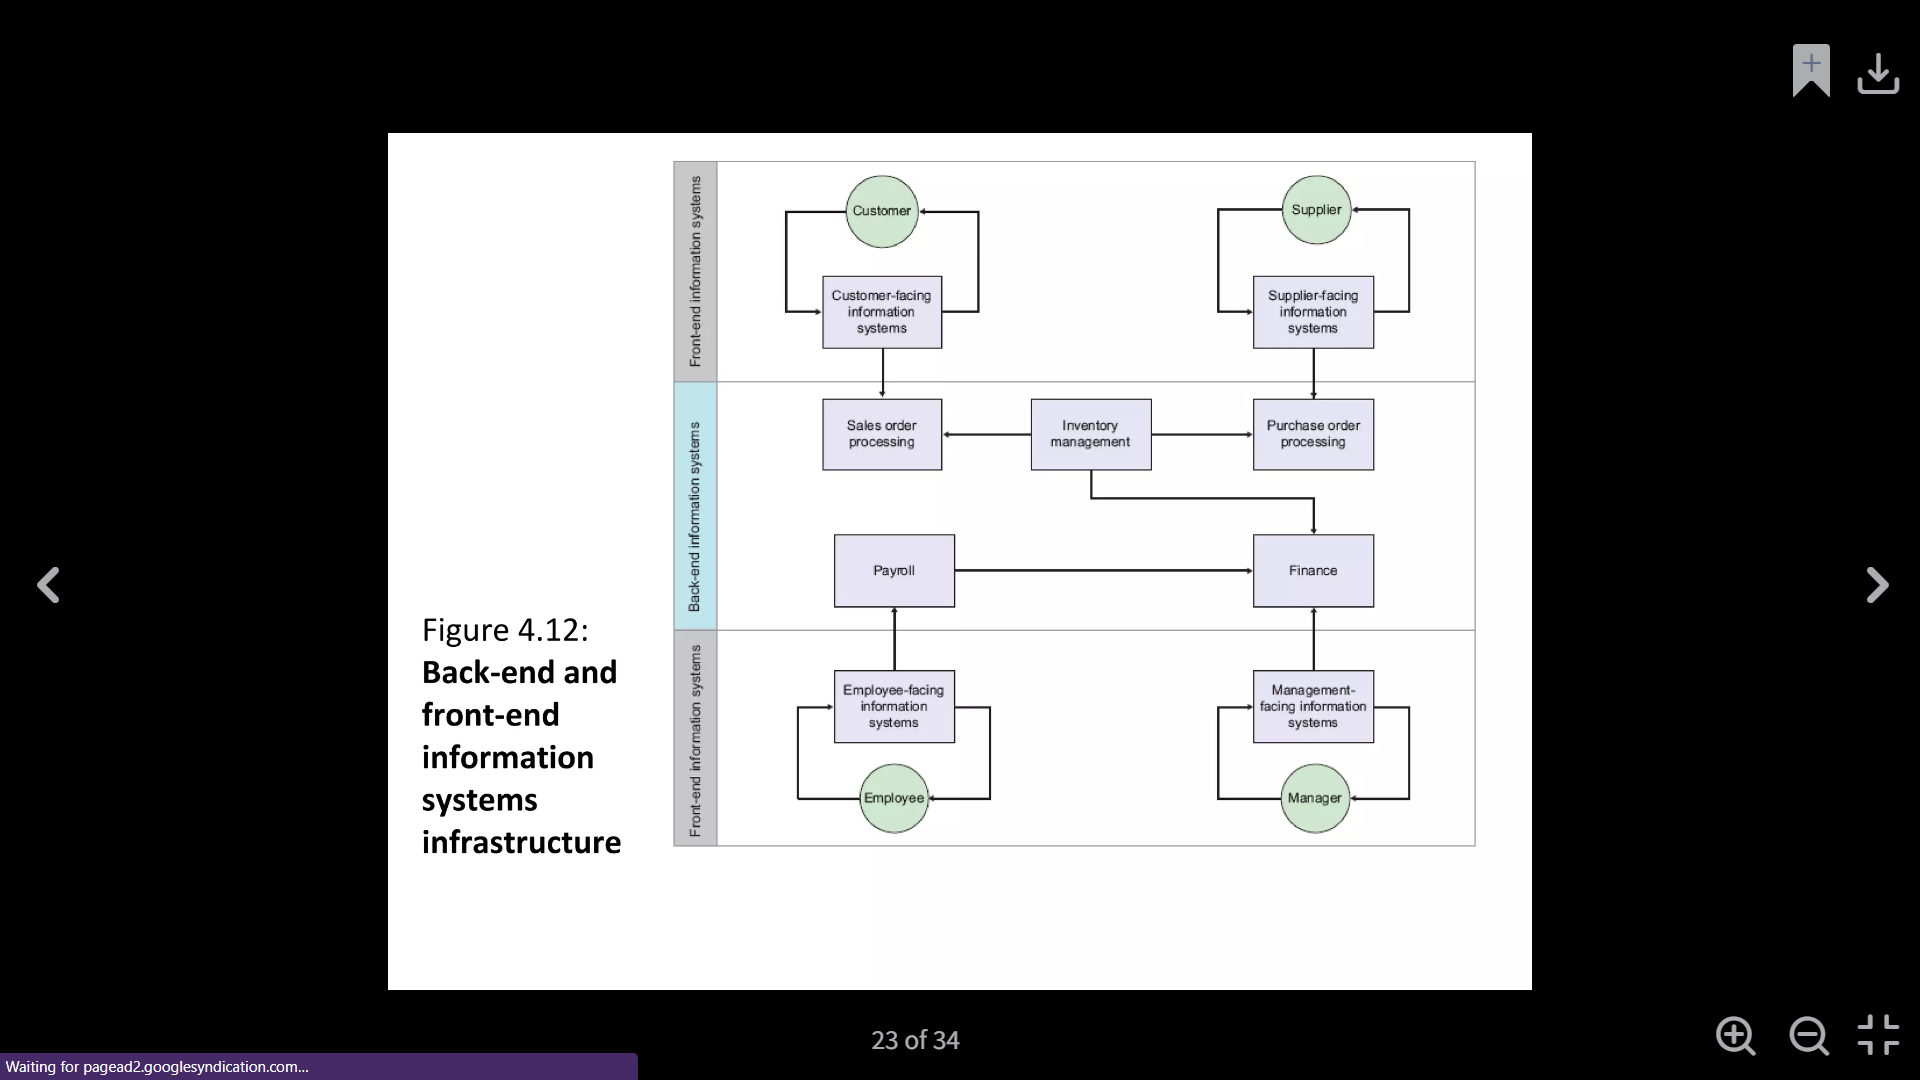 Front-end information systems
Customer
Supplier
Customer-facing
information
systems
Supplier-facing
information
systems
Back-end information systems
Sales order
processing
Inventory
management
Purchase order
processing
Payroll
Finance
Figure 4.12:
Back-end and
front-end
information
systems
infrastructure
Front-end information systems
Employee-facing
information
systems
Management-
facing information
systems
Employee
Manager
23 of 34
Waiting for pagead2.googlesyndication.com...